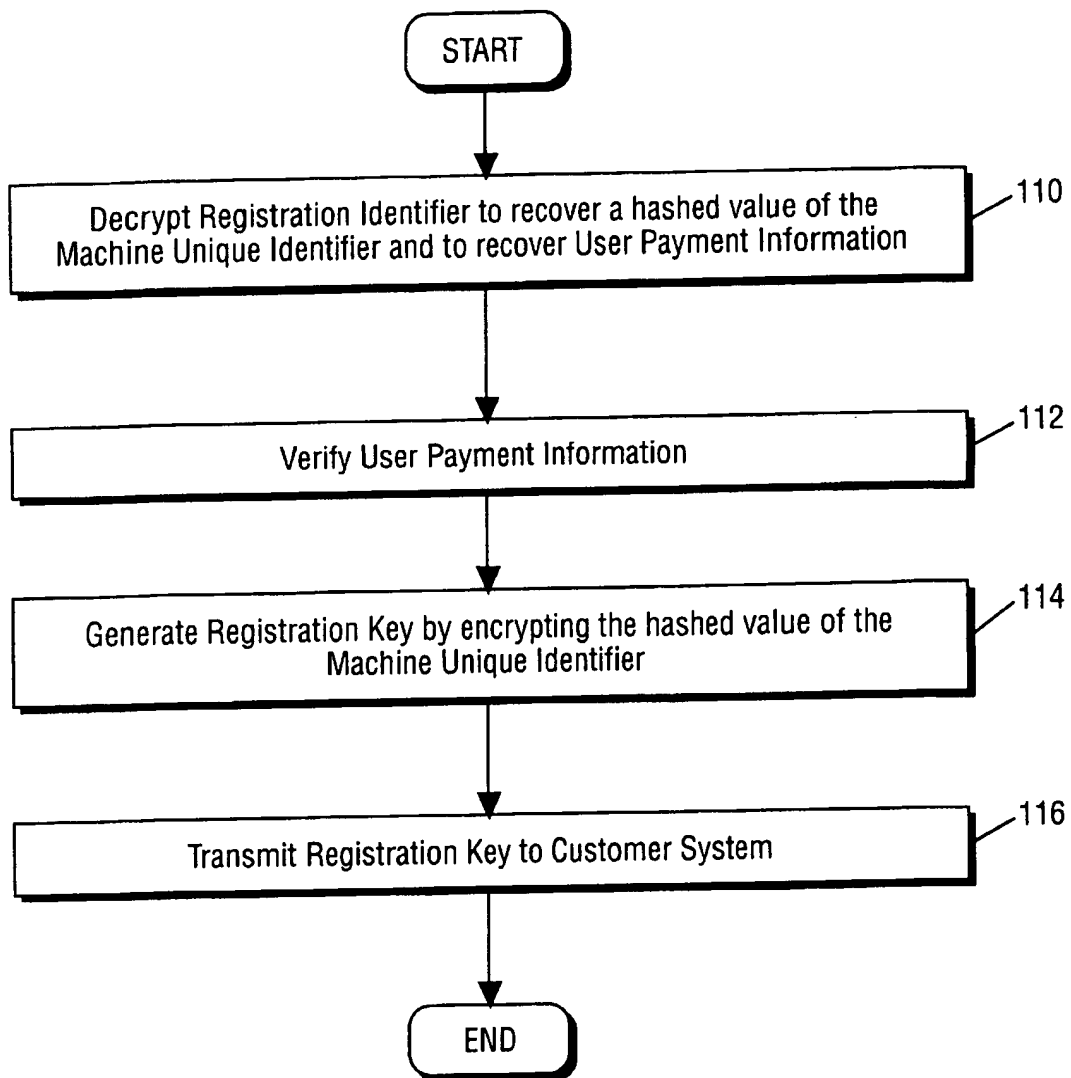 START
Decrypt Registration Identifier to recover a hashed value of the
Machine Unique Identifier and to recover User Payment Information
110
Verify User Payment Information
112
Generate Registration Key by encrypting the hashed value of the
Machine Unique Identifier
114
Transmit Registration Key to Customer System
116
END